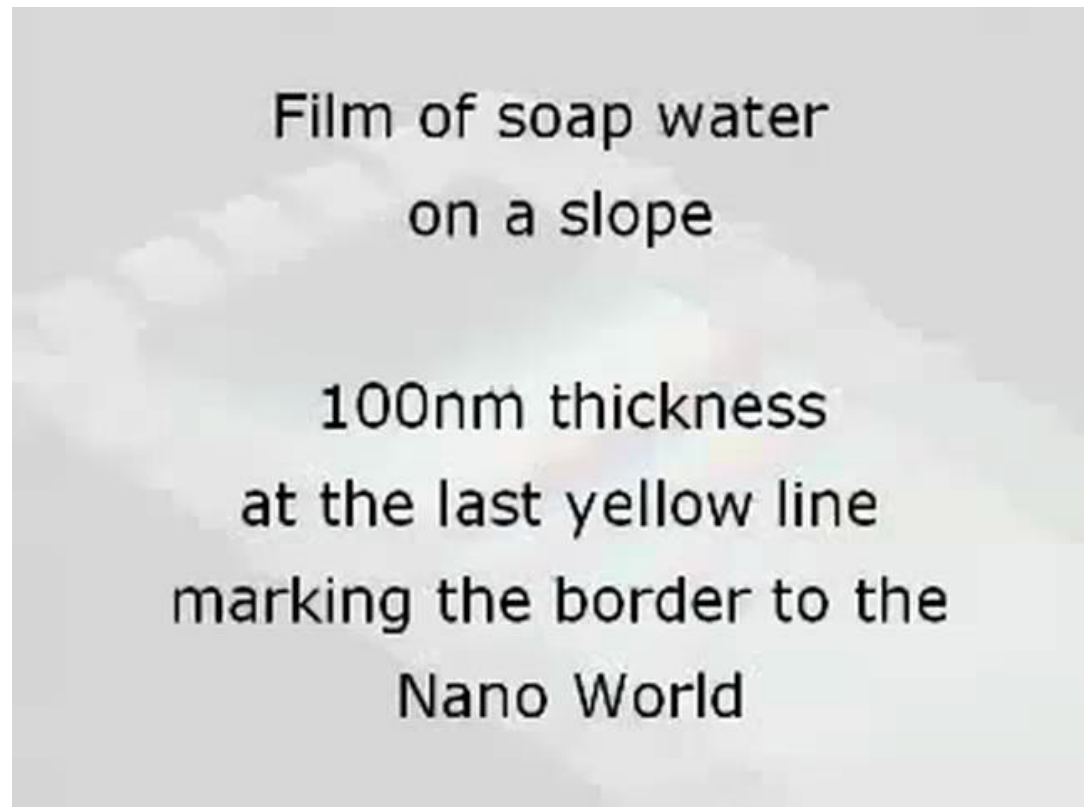 Film of soap water
on a slope
100nm thickness
at the last yellow line
marking the border to the
Nano World